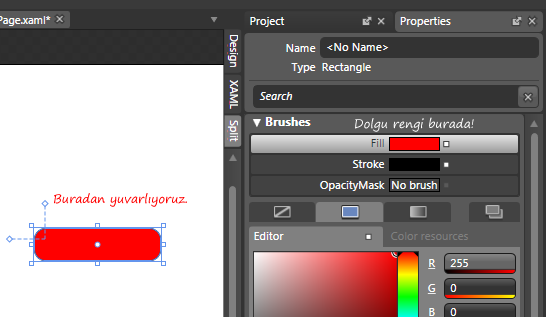 Page.xaml*
Project
Properties
Name <No Name>
Type Rectangle
Search
Design
XAML
Split
Brushes
Dolgu rengi burada!
Fill
Stroke
OpacityMask No brush
Buradan yuvarlıyoruz.
Editor
Color resources
R 255
G 0
B 0